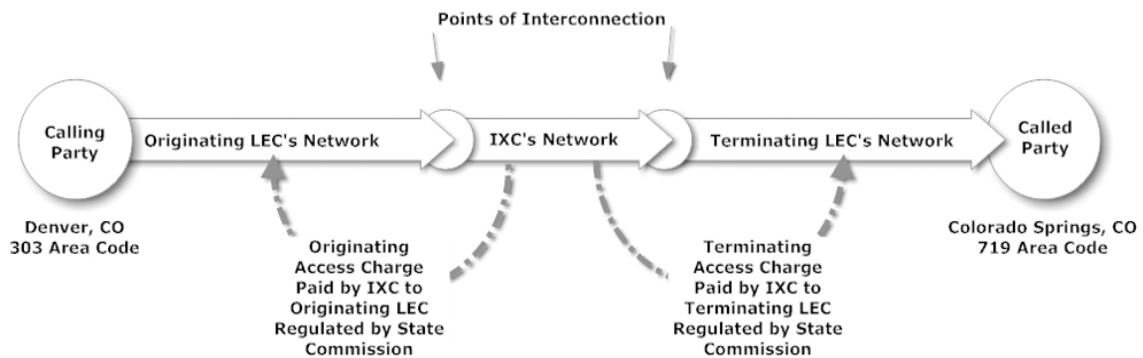 Points of Interconnection
Calling
Party
Originating LEC's Network
IXC's Network
Terminating LEC's Network
Called
Party
Denver, CO
303 Area Code
Colorado Springs, CO
719 Area Code
Originating
Access Charge
Paid by IXC to
Originating LEC
Regulated by State
Commission
Terminating
Access Charge
Paid by IXC to
Terminating LEC
Regulated by State
Commission